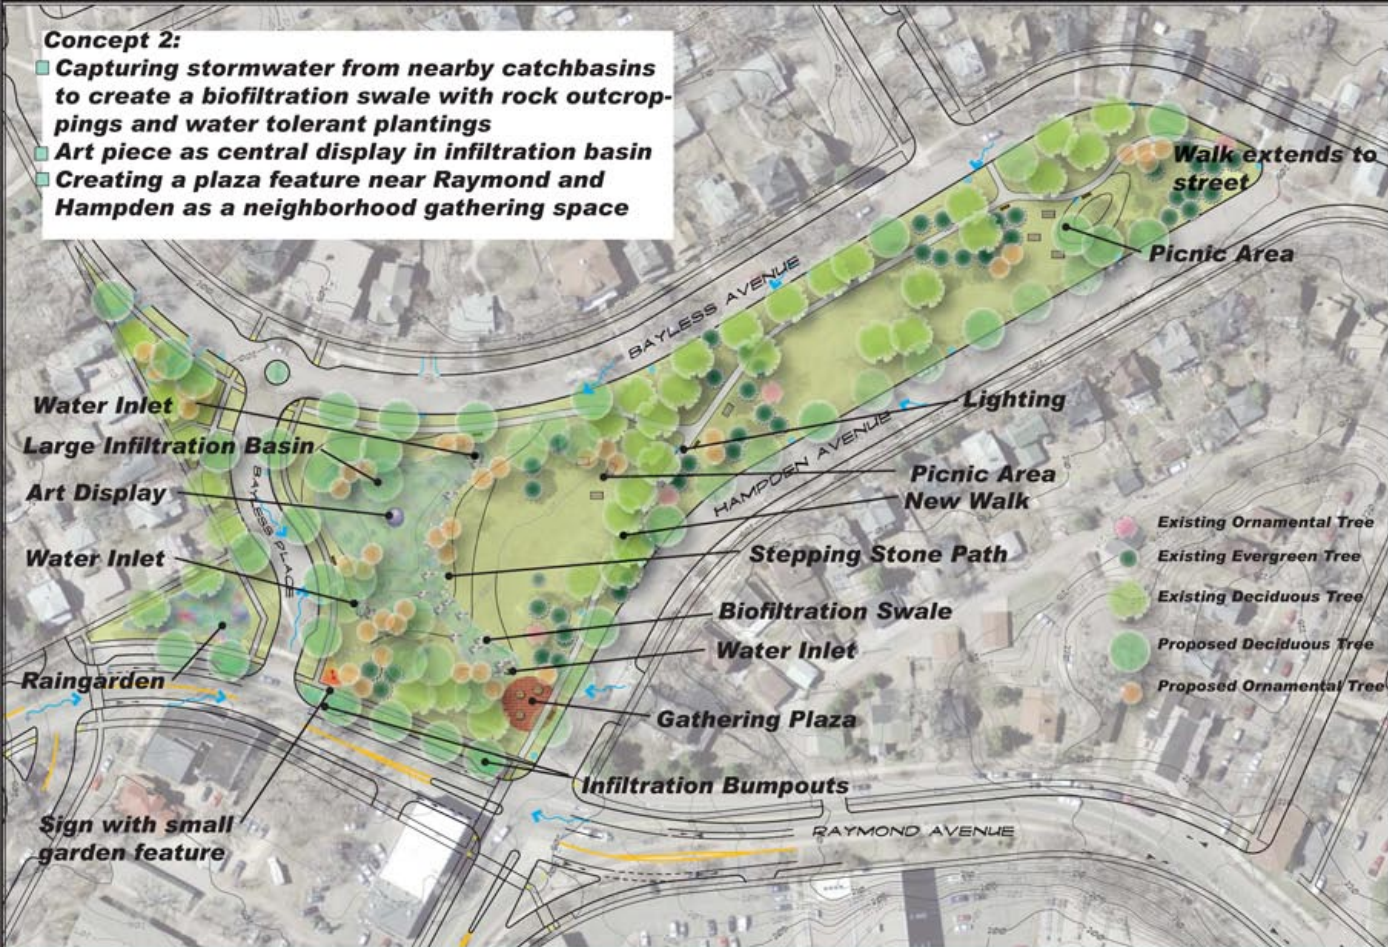 Concept 2:
Capturing stormwater from nearby catchbasins
to create a biofiltration swale with rock outcrop-
pings and water tolerant plantings
Art piece as central display in infiltration basin
Creating a plaza feature near Raymond and
Hampden as a neighborhood gathering space
Walk extends to
street
Picnic Area
BAYLESS AVENUE
Water Inlet
Large Infiltration Basin
Art Display
Water Inlet
BAYLESS PLACE
Raingarden
Sign with small
garden feature
Lighting
HAMPDEN AVENUE
Picnic Area
New Walk
Stepping Stone Path
Biofiltration Swale
Water Inlet
Gathering Plaza
Infiltration Bumpouts
RAYMOND AVENUE
Existing Ornamental Tree
Existing Evergreen Tree
Existing Deciduous Tree
Proposed Deciduous Tree
Proposed Ornamental Tree